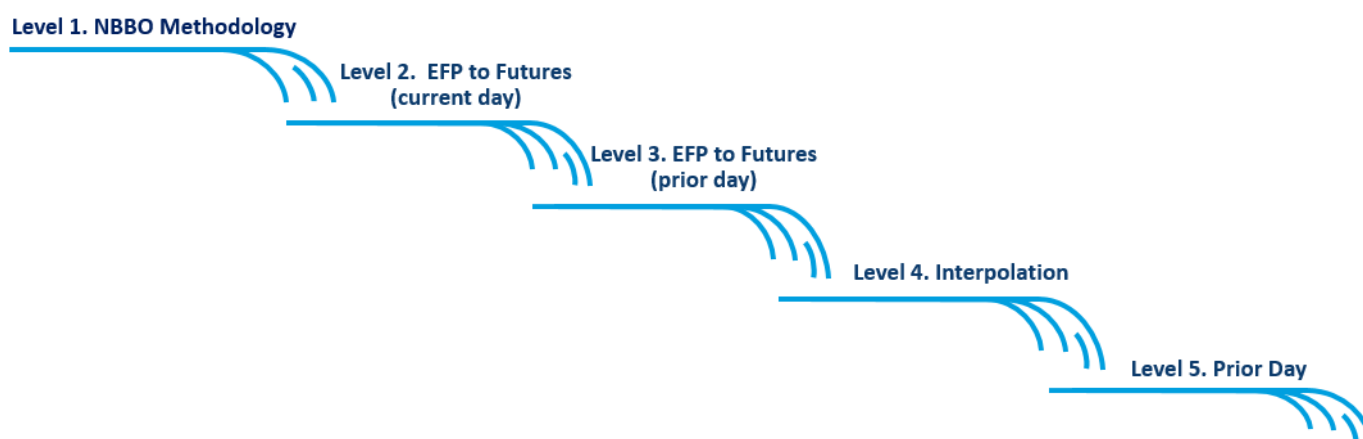 Level 1. NBBO Methodology
Level 2.  EFP to Futures
(current day)
Level 3. EFP to Futures
(prior day)
Level 4. Interpolation
Level 5. Prior Day